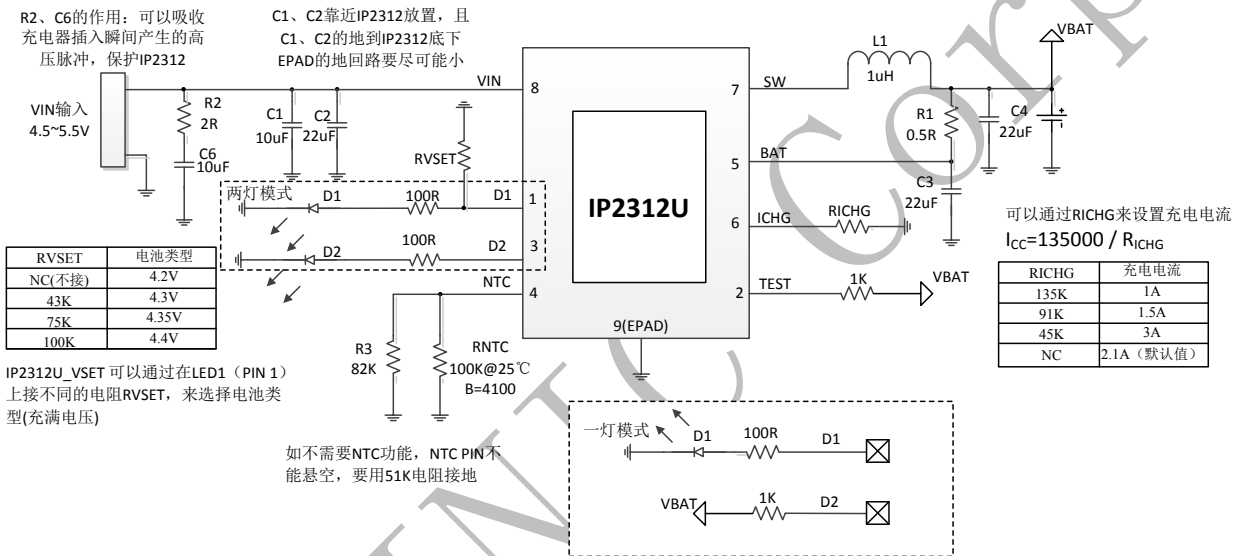 R2、C6的作用：可以吸收
充电器插入瞬间产生的高
压脉冲，保护IP2312
C1、C2靠近IP2312放置，且
C1、C2的地到IP2312底下
EPAD的地回路要尽可能小
VIN输入
4.5~5.5V
R2
2R
C6
10uF
C1
10uF
C2
22uF
VIN
8
RVSET
两灯模式
D1
100R
D1
1
D2
100R
D2
3
NTC
4
R3
82K
RNTC
100K@25℃
B=4100
IP2312U
9(EPAD)
7
SW
L1
1uH
VBAT
R1
0.5R
C4
22uF
+
5
BAT
C3
22uF
6
ICHG
RICHG
2
TEST
1K
VBAT
RVSET 电池类型
NC(不接) 4.2V
43K 4.3V
75K 4.35V
100K 4.4V
IP2312U_VSET 可以通过在LED1（PIN 1）
上接不同的电阻RVSET，来选择电池类
型(充满电压)
可以通过RICHG来设置充电电流
ICC=135000 / RICHG
RICHG 充电电流
135K 1A
91K 1.5A
45K 3A
NC 2.1A（默认值）
如不需要NTC功能，NTC PIN不
能悬空，要用51K电阻接地
一灯模式
D1
100R
D1
VBAT
1K
D2
NIC Corp